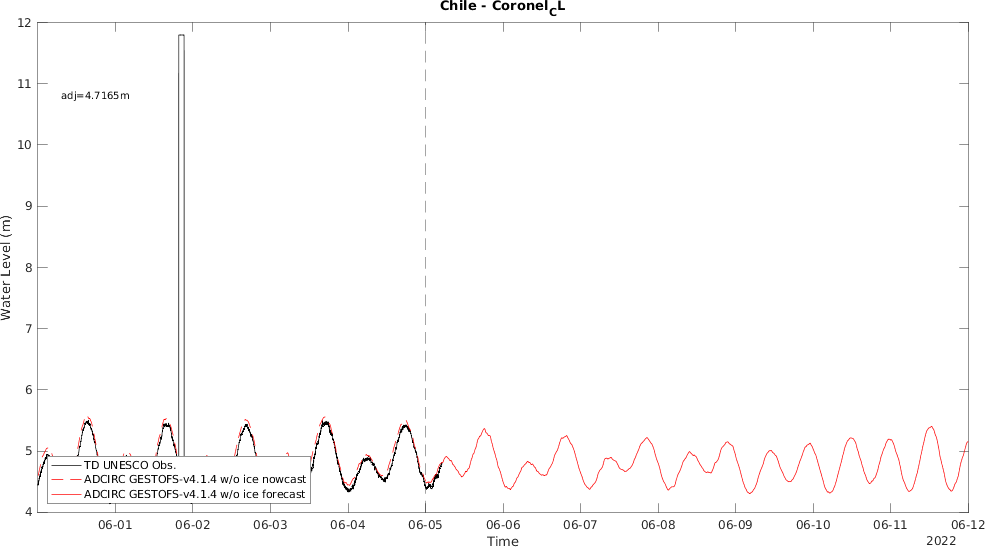 Chile - Coronel_CL
12
11
adj=4.7165m
10
9
8
7
6
5
4
Water Level (m)
TD UNESCO Obs.
ADCIRC GESTOFS-v4.1.4 w/o ice nowcast
ADCIRC GESTOFS-v4.1.4 w/o ice forecast
06-01 06-02 06-03 06-04 06-05 06-06 06-07 06-08 06-09 06-10 06-11 06-12
Time
2022